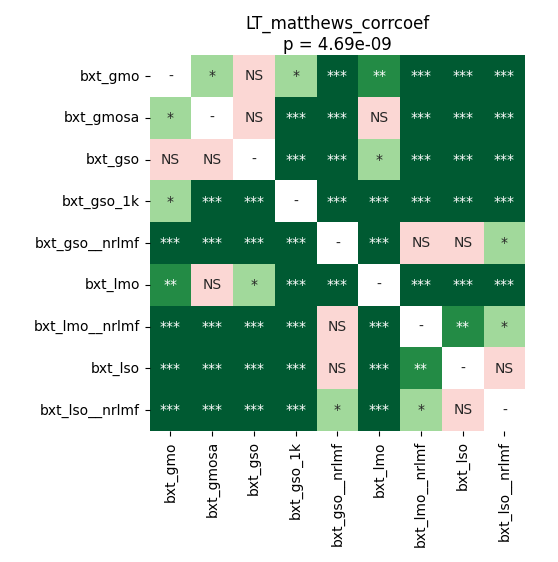 LT_matthews_corrcoef
p = 4.69e-09
bxt_gmo - * NS * *** ** *** *** ***
bxt_gmosa * - NS *** *** NS *** *** ***
bxt_gso NS NS - *** *** * *** *** ***
bxt_gso_1k * *** *** - *** *** *** *** ***
bxt_gso__nrlmf *** *** *** *** - *** NS NS *
bxt_lmo ** NS * *** *** - *** *** ***
bxt_lmo__nrlmf *** *** *** *** NS *** - ** *
bxt_lso *** *** *** *** NS *** ** - NS
bxt_lso__nrlmf *** *** *** *** * *** * NS -
bxt_gmo
bxt_gmosa
bxt_gso
bxt_gso_1k
bxt_gso__nrlmf
bxt_lmo
bxt_lmo__nrlmf
bxt_lso
bxt_lso__nrlmf